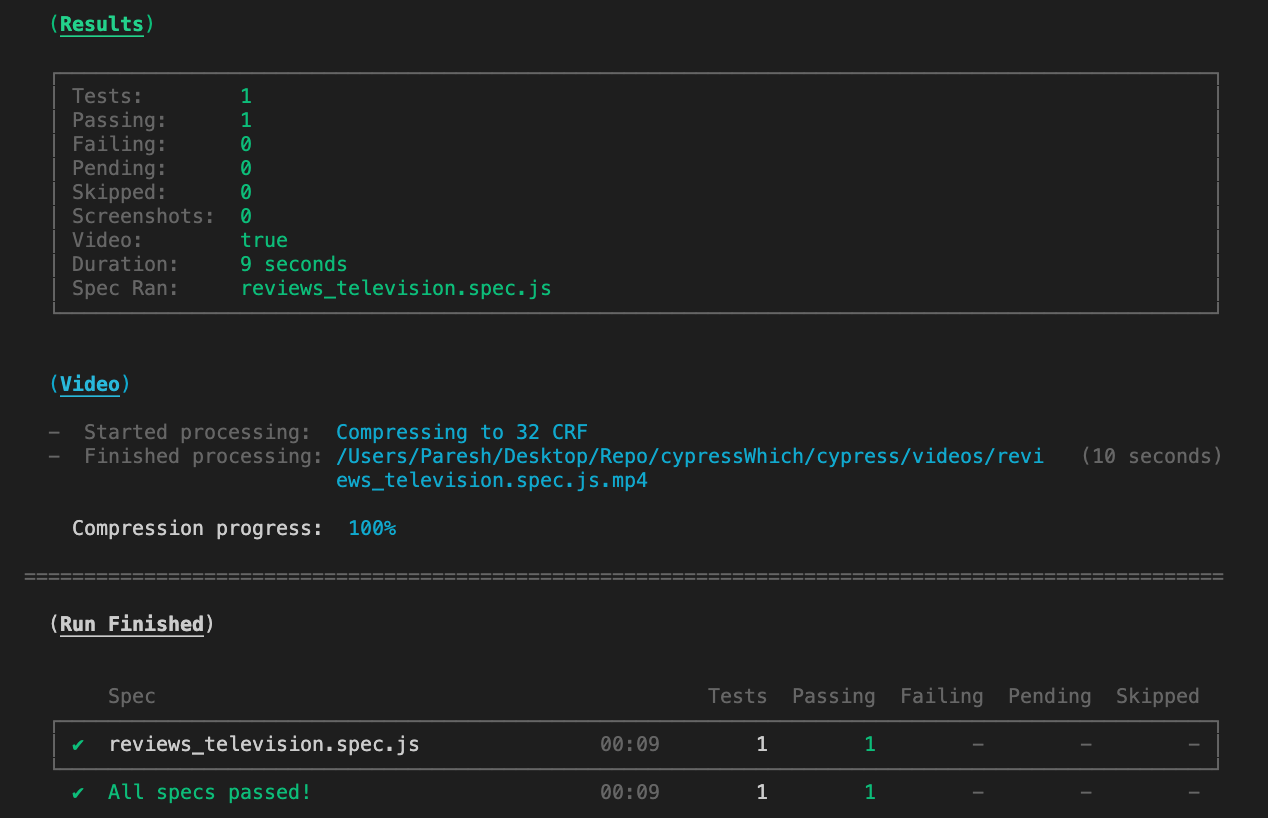 (Results)
Tests: 1
Passing: 1
Failing: 0
Pending: 0
Skipped: 0
Screenshots: 0
Video: true
Duration: 9 seconds
Spec Ran: reviews_television.spec.js
(Video)
– Started processing: Compressing to 32 CRF
– Finished processing: /Users/Paresh/Desktop/Repo/cypressWhich/cypress/videos/revi (10 seconds)
ews_television.spec.js.mp4
Compression progress: 100%
====================================================================================================
(Run Finished)
Spec Tests Passing Failing Pending Skipped
✔ reviews_television.spec.js 00:09 1 1 – – –
✔ All specs passed! 00:09 1 1 – – –